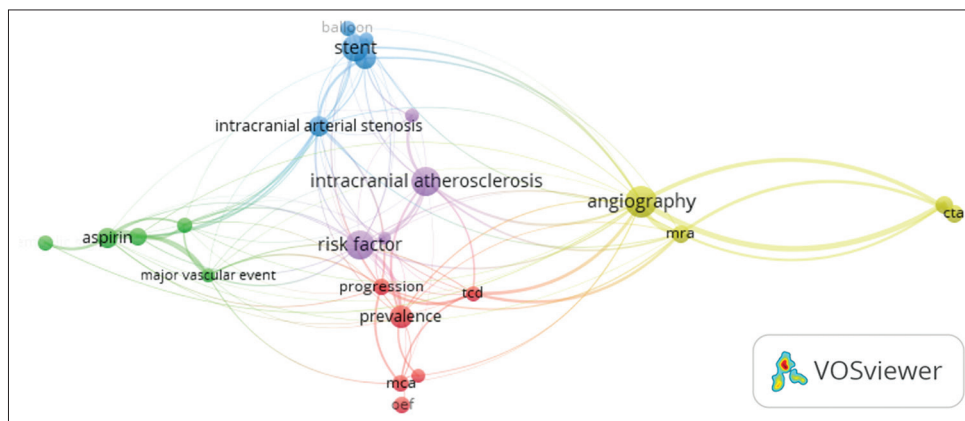 balloon
stent
intracranial arterial stenosis
intracranial atherosclerosis
angiography
cta
mra
aspirin
risk factor
major vascular event
progression
tcd
prevalence
mca
oef
VOSviewer